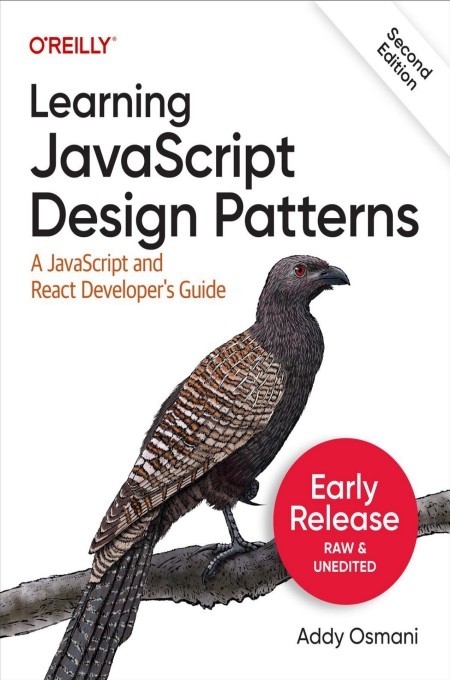 O'REILLY®
Second
Edition
Learning
JavaScript
Design Patterns
A JavaScript and
React Developer's Guide
Early
Release
RAW &
UNEDITED
Addy Osmani